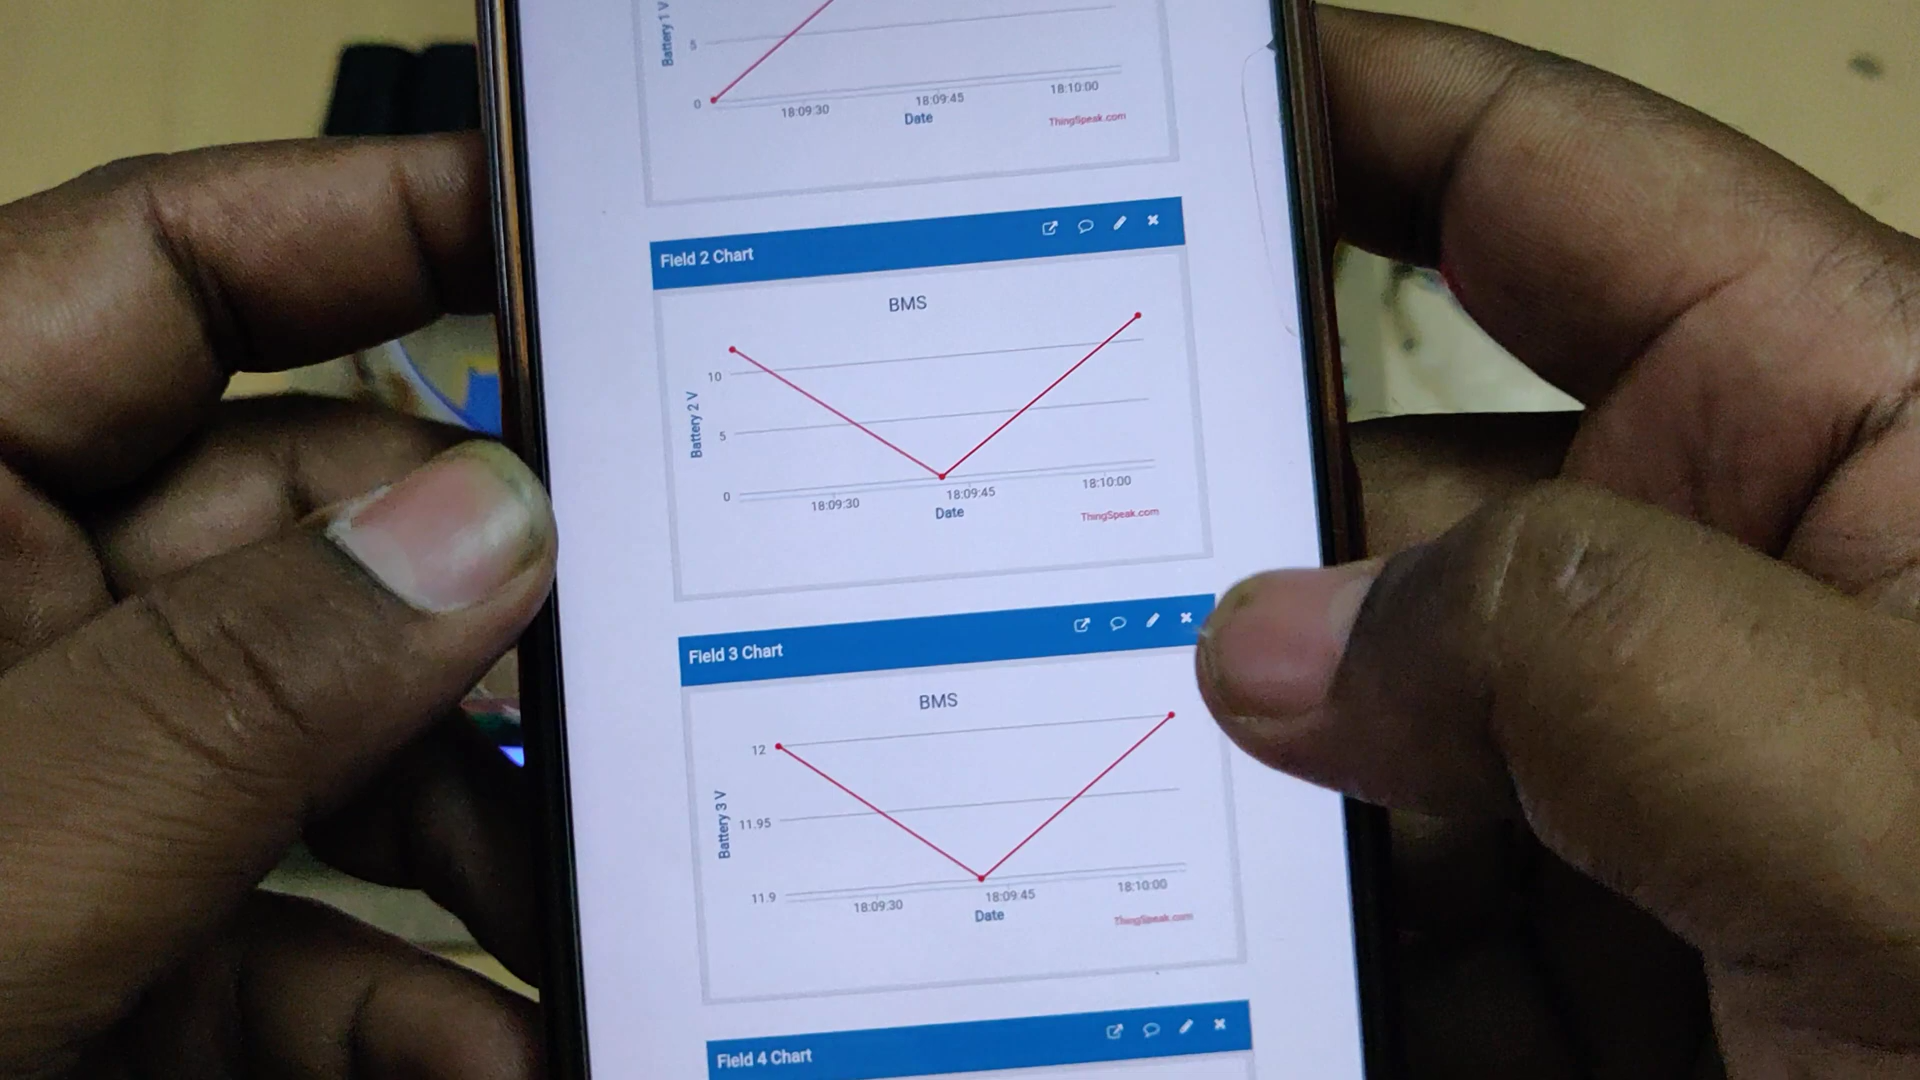 Battery 1 V
5
0
18:09:30
18:09:45
18:10:00
Date
ThingSpeak.com
Field 2 Chart
BMS
Battery 2 V
10
5
0
18:09:30
18:09:45
18:10:00
Date
ThingSpeak.com
Field 3 Chart
BMS
Battery 3 V
12
11.95
11.9
18:09:30
18:09:45
18:10:00
Date
ThingSpeak.com
Field 4 Chart